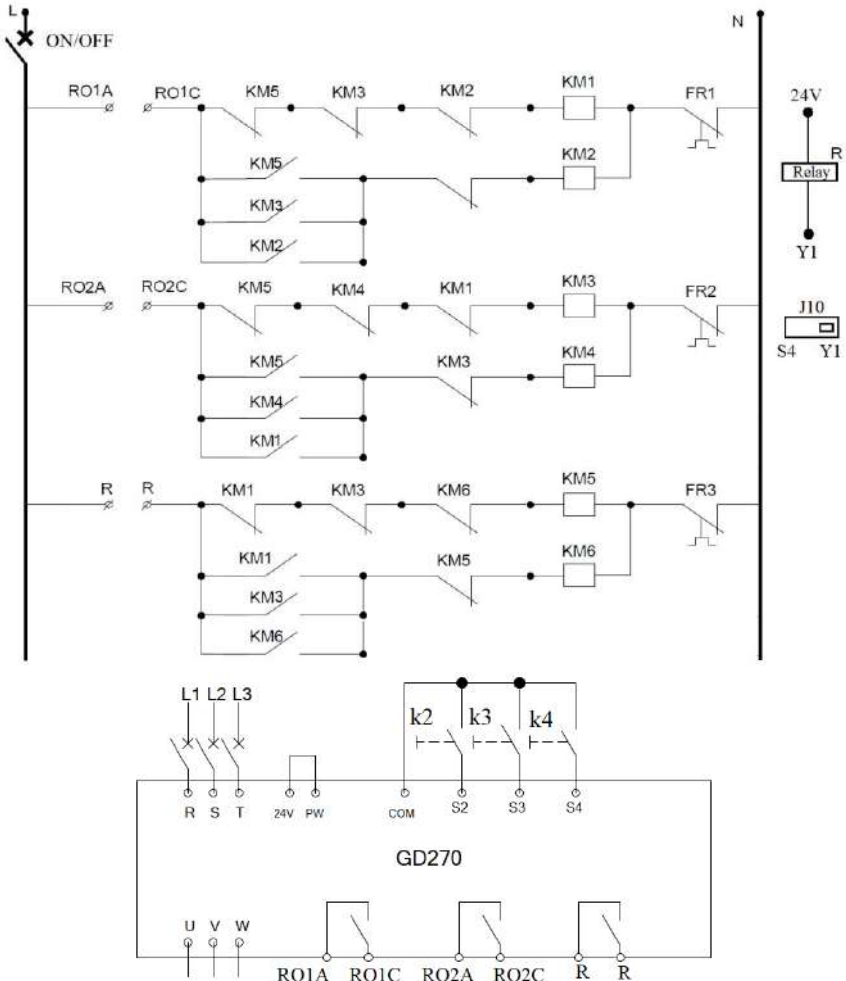 L
ON/OFF
N
RO1A RO1C KM5 KM3 KM2 KM1 FR1
24V
R
Relay
Y1
KM5 KM2
KM3
KM2
RO2A RO2C KM5 KM4 KM1 KM3 FR2
J10
S4 Y1
KM5 KM3 KM4
KM4
KM1
R R KM1 KM3 KM6 KM5 FR3
KM1 KM5 KM6
KM3
KM6
L1 L2 L3
k2 k3 k4
R S T 24V PW COM S2 S3 S4
GD270
U V W
RO1A RO1C RO2A RO2C R R